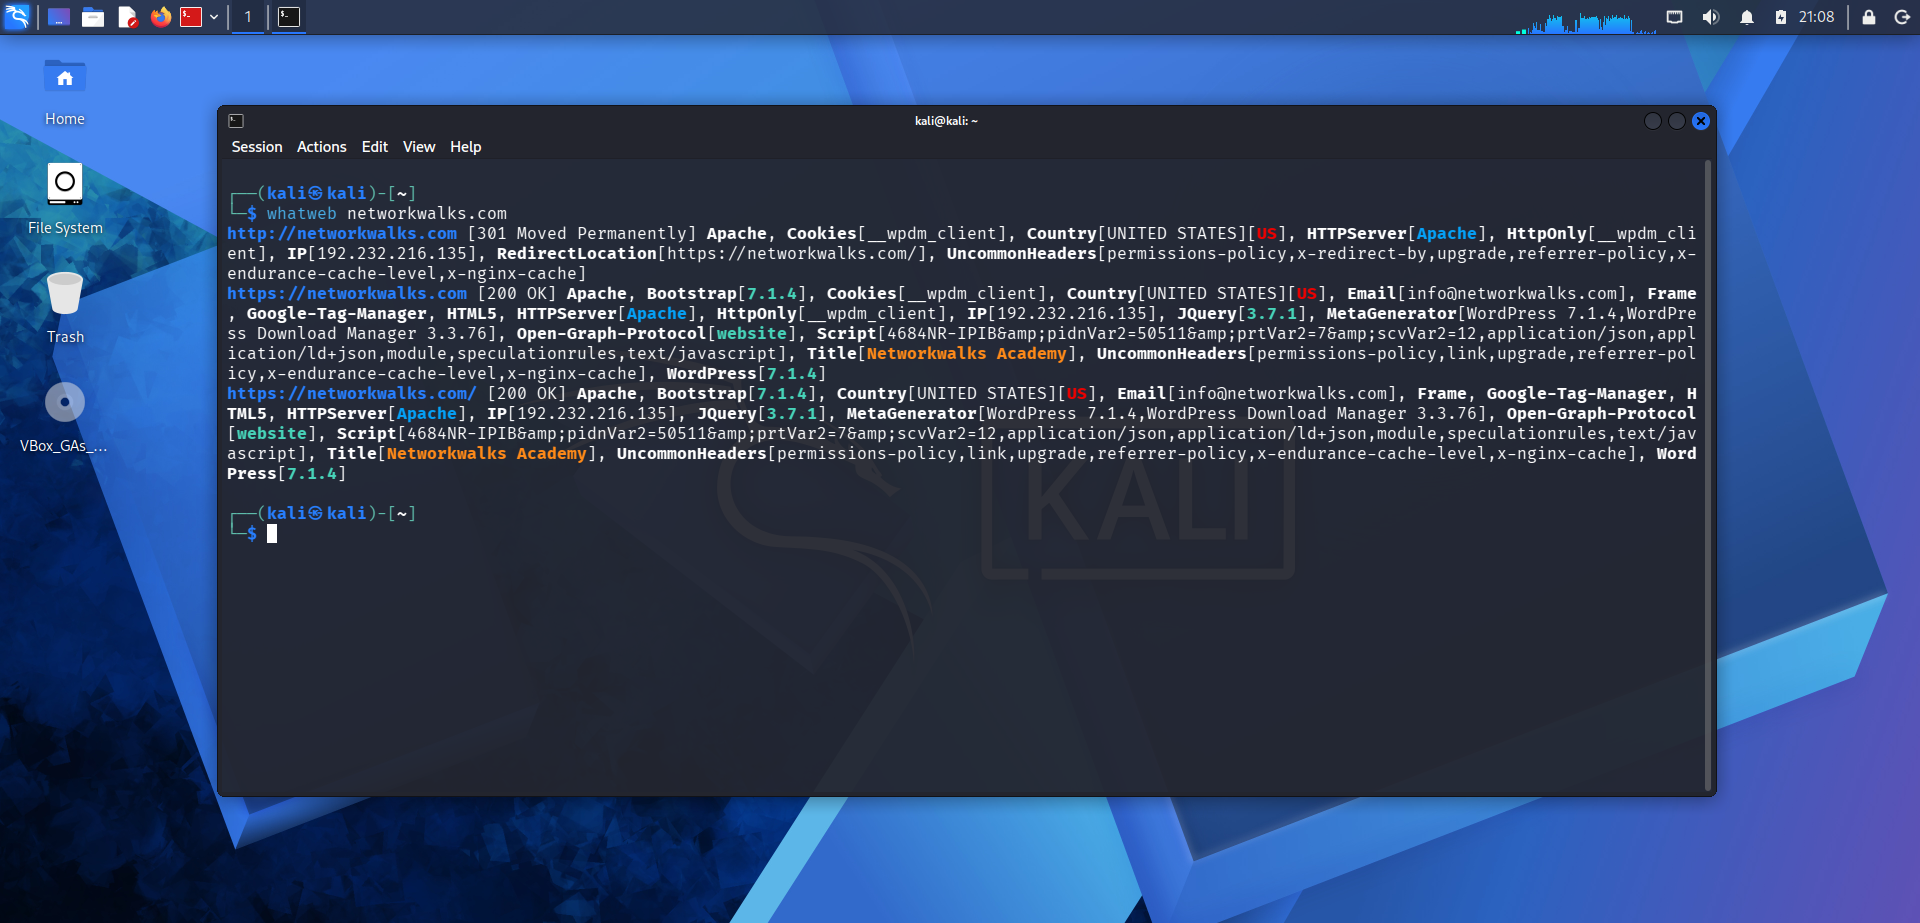 1
21:08
Home
File System
Trash
VBox_GAs_...
kali@kali: ~
Session Actions Edit View Help
┌──(kali㉿kali)-[~]
└─$ whatweb networkwalks.com
http://networkwalks.com [301 Moved Permanently] Apache, Cookies[__wpdm_client], Country[UNITED STATES][US], HTTPServer[Apache], HttpOnly[__wpdm_cli
ent], IP[192.232.216.135], RedirectLocation[https://networkwalks.com/], UncommonHeaders[permissions-policy,x-redirect-by,upgrade,referrer-policy,x-
endurance-cache-level,x-nginx-cache]
https://networkwalks.com [200 OK] Apache, Bootstrap[7.1.4], Cookies[__wpdm_client], Country[UNITED STATES][US], Email[info@networkwalks.com], Frame
, Google-Tag-Manager, HTML5, HTTPServer[Apache], HttpOnly[__wpdm_client], IP[192.232.216.135], JQuery[3.7.1], MetaGenerator[WordPress 7.1.4,WordPre
ss Download Manager 3.3.76], Open-Graph-Protocol[website], Script[4684NR-IPIB&amp;pidnVar2=50511&amp;prtVar2=7&amp;scvVar2=12,application/json,appl
ication/ld+json,module,speculationrules,text/javascript], Title[Networkwalks Academy], UncommonHeaders[permissions-policy,link,upgrade,referrer-pol
icy,x-endurance-cache-level,x-nginx-cache], WordPress[7.1.4]
https://networkwalks.com/ [200 OK] Apache, Bootstrap[7.1.4], Country[UNITED STATES][US], Email[info@networkwalks.com], Frame, Google-Tag-Manager, H
TML5, HTTPServer[Apache], IP[192.232.216.135], JQuery[3.7.1], MetaGenerator[WordPress 7.1.4,WordPress Download Manager 3.3.76], Open-Graph-Protocol
[website], Script[4684NR-IPIB&amp;pidnVar2=50511&amp;prtVar2=7&amp;scvVar2=12,application/json,application/ld+json,module,speculationrules,text/jav
ascript], Title[Networkwalks Academy], UncommonHeaders[permissions-policy,link,upgrade,referrer-policy,x-endurance-cache-level,x-nginx-cache], Word
Press[7.1.4]
┌──(kali㉿kali)-[~]
└─$
KALI